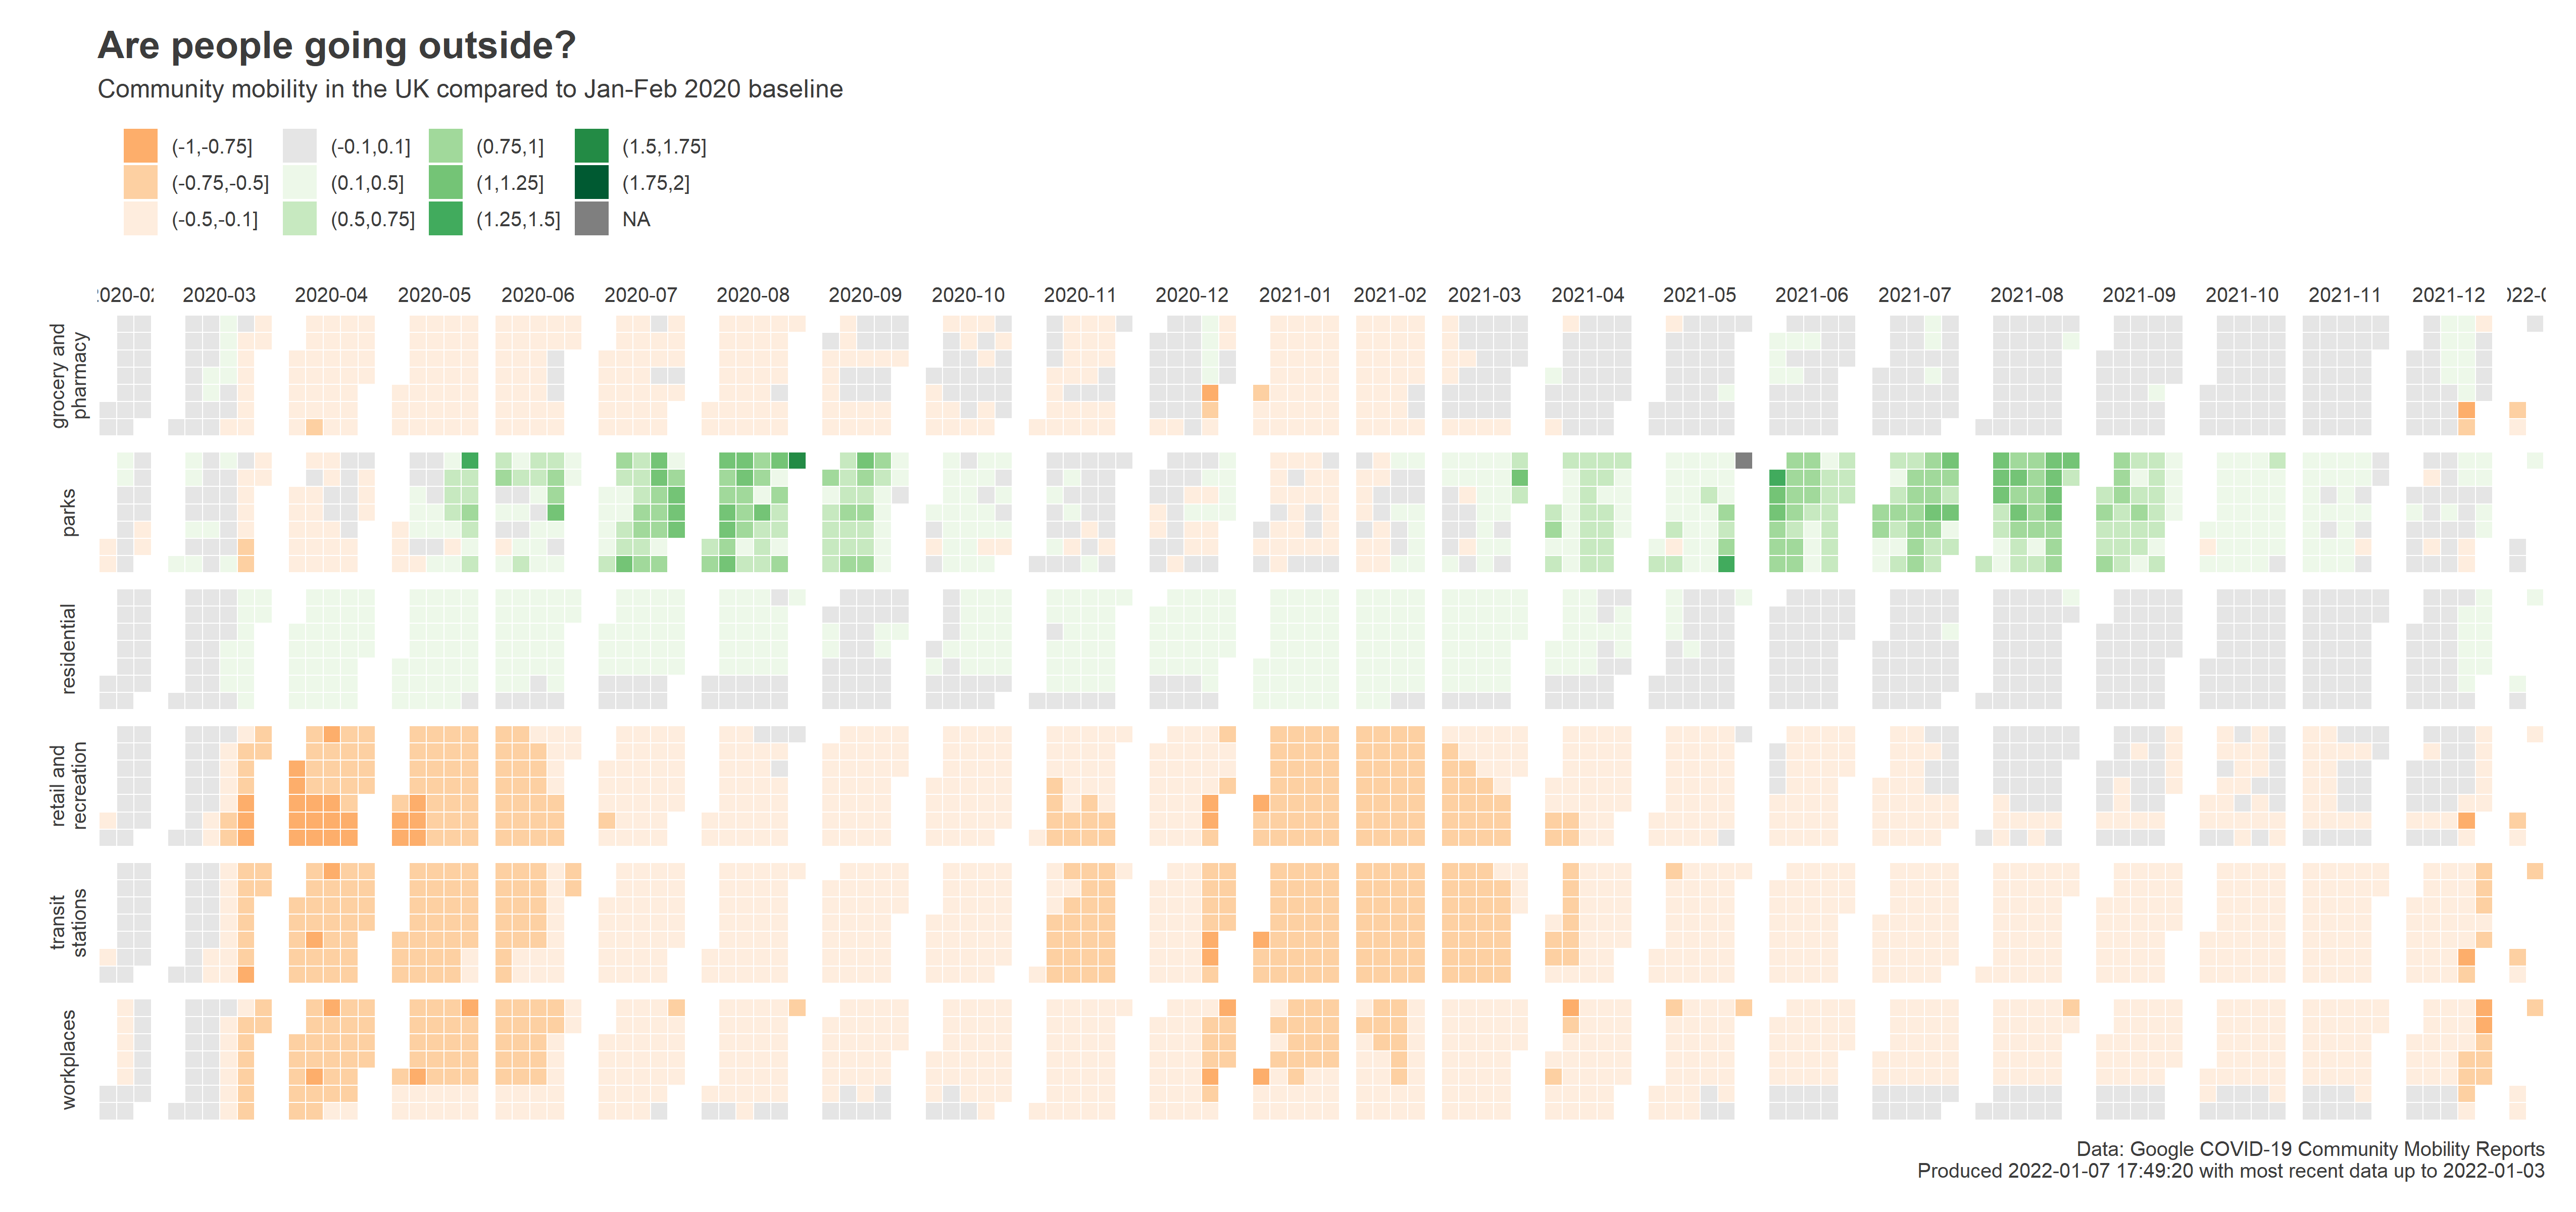 Are people going outside?
Community mobility in the UK compared to Jan-Feb 2020 baseline
(-1,-0.75] (-0.1,0.1] (0.75,1] (1.5,1.75]
(-0.75,-0.5] (0.1,0.5] (1,1.25] (1.75,2]
(-0.5,-0.1] (0.5,0.75] (1.25,1.5] NA
2020-02 2020-03 2020-04 2020-05 2020-06 2020-07 2020-08 2020-09 2020-10 2020-11 2020-12 2021-01 2021-02 2021-03 2021-04 2021-05 2021-06 2021-07 2021-08 2021-09 2021-10 2021-11 2021-12
grocery and
pharmacy
parks
residential
retail and
recreation
transit
stations
workplaces
Data: Google COVID-19 Community Mobility Reports
Produced 2022-01-07 17:49:20 with most recent data up to 2022-01-03